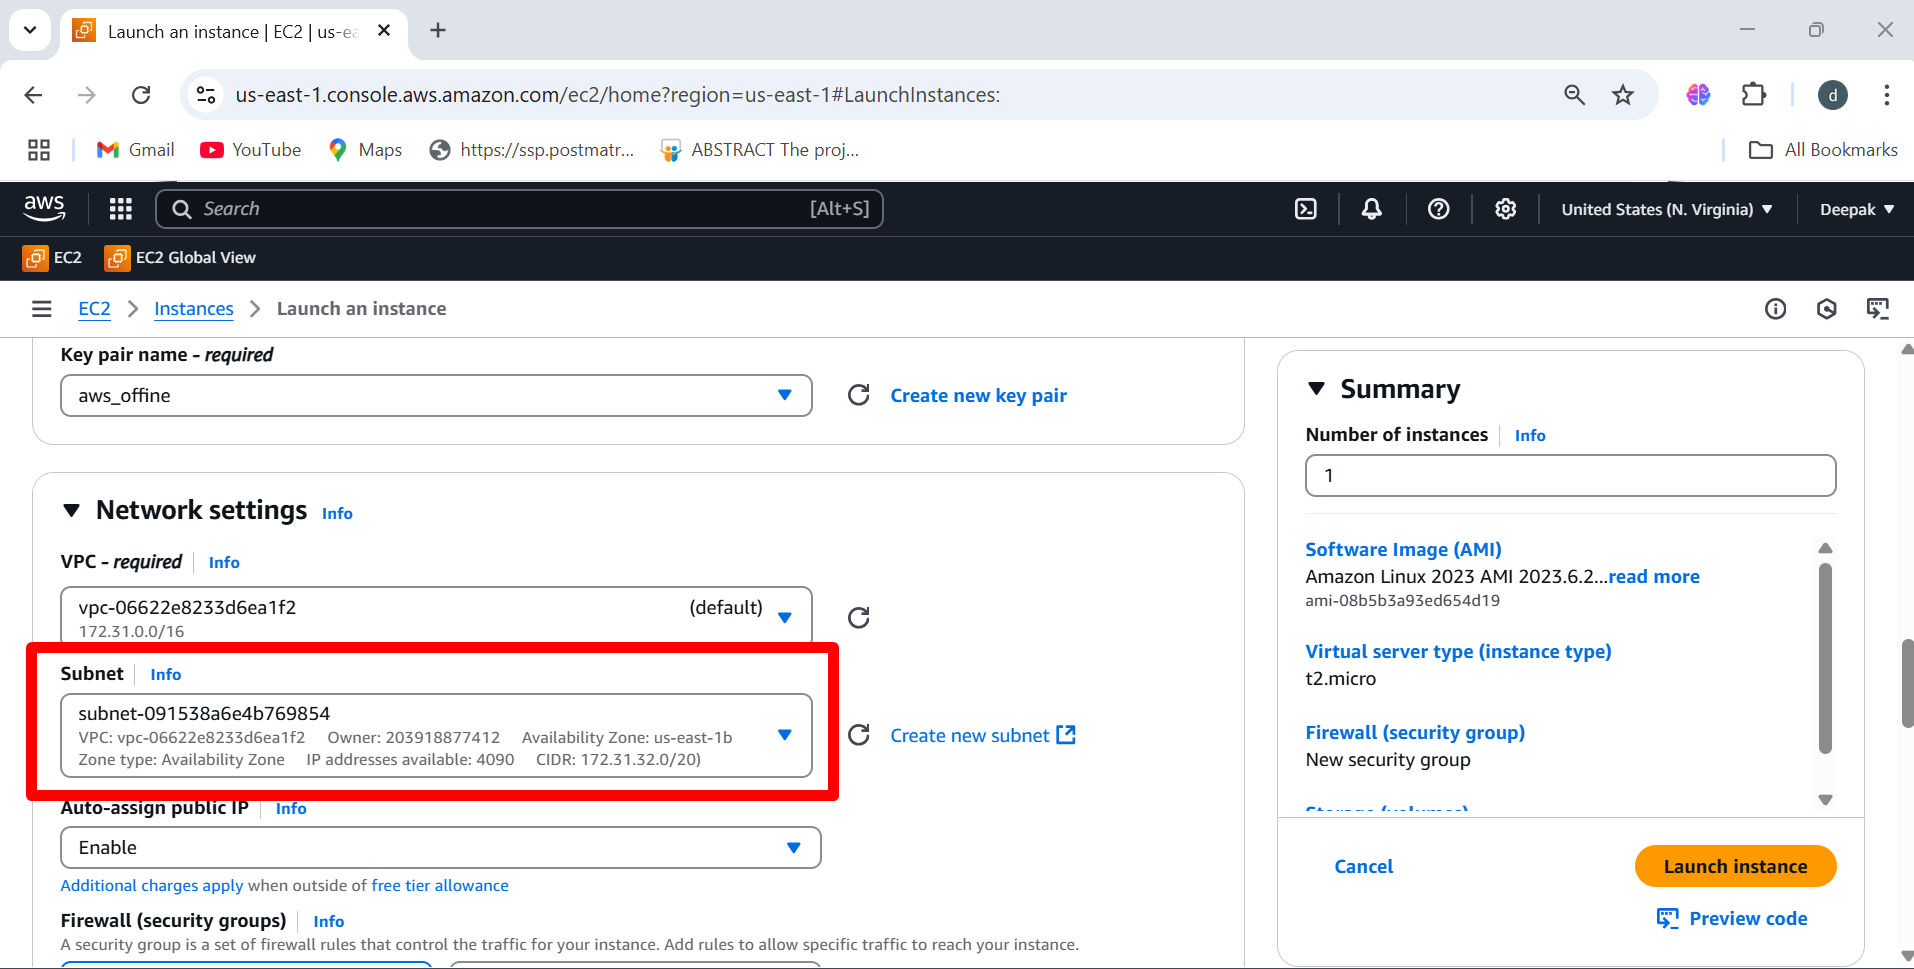 Launch an instance | EC2 | us-ea
us-east-1.console.aws.amazon.com/ec2/home?region=us-east-1#LaunchInstances:
d
Gmail YouTube Maps https://ssp.postmatr... ABSTRACT The proj... All Bookmarks
aws Search [Alt+S] United States (N. Virginia) Deepak
EC2 EC2 Global View
EC2 Instances Launch an instance
Key pair name - required
aws_offine
Create new key pair
Network settings Info
VPC - required Info
vpc-06622e8233d6ea1f2 (default)
172.31.0.0/16
Subnet Info
subnet-091538a6e4b769854
VPC: vpc-06622e8233d6ea1f2 Owner: 203918877412 Availability Zone: us-east-1b
Zone type: Availability Zone IP addresses available: 4090 CIDR: 172.31.32.0/20)
Create new subnet
Auto-assign public IP Info
Enable
Additional charges apply when outside of free tier allowance
Firewall (security groups) Info
A security group is a set of firewall rules that control the traffic for your instance. Add rules to allow specific traffic to reach your instance.
Summary
Number of instances Info
1
Software Image (AMI)
Amazon Linux 2023 AMI 2023.6.2...read more
ami-08b5b3a93ed654d19
Virtual server type (instance type)
t2.micro
Firewall (security group)
New security group
Storage (volumes)
Cancel Launch instance
Preview code